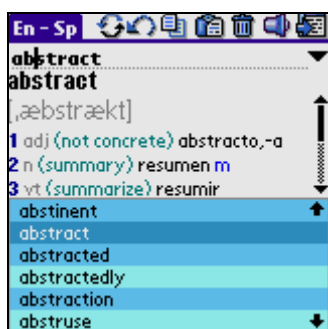 En - Sp
abstract
abstract
[,æbstrækt]
1 adj (not concrete) abstracto,-a
2 n (summary) resumen m
3 vt (summarize) resumir
abstinent
abstract
abstracted
abstractedly
abstraction
abstruse